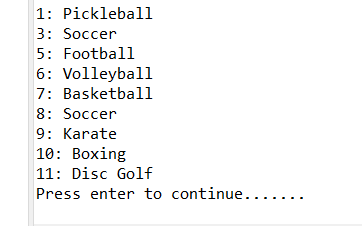 1: Pickleball
3: Soccer
5: Football
6: Volleyball
7: Basketball
8: Soccer
9: Karate
10: Boxing
11: Disc Golf
Press enter to continue.......